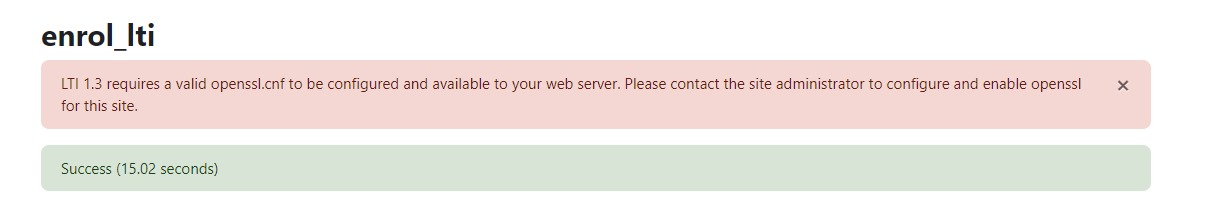 enrol_lti
LTI 1.3 requires a valid openssl.cnf to be configured and available to your web server. Please contact the site administrator to configure and enable openssl
for this site.
Success (15.02 seconds)